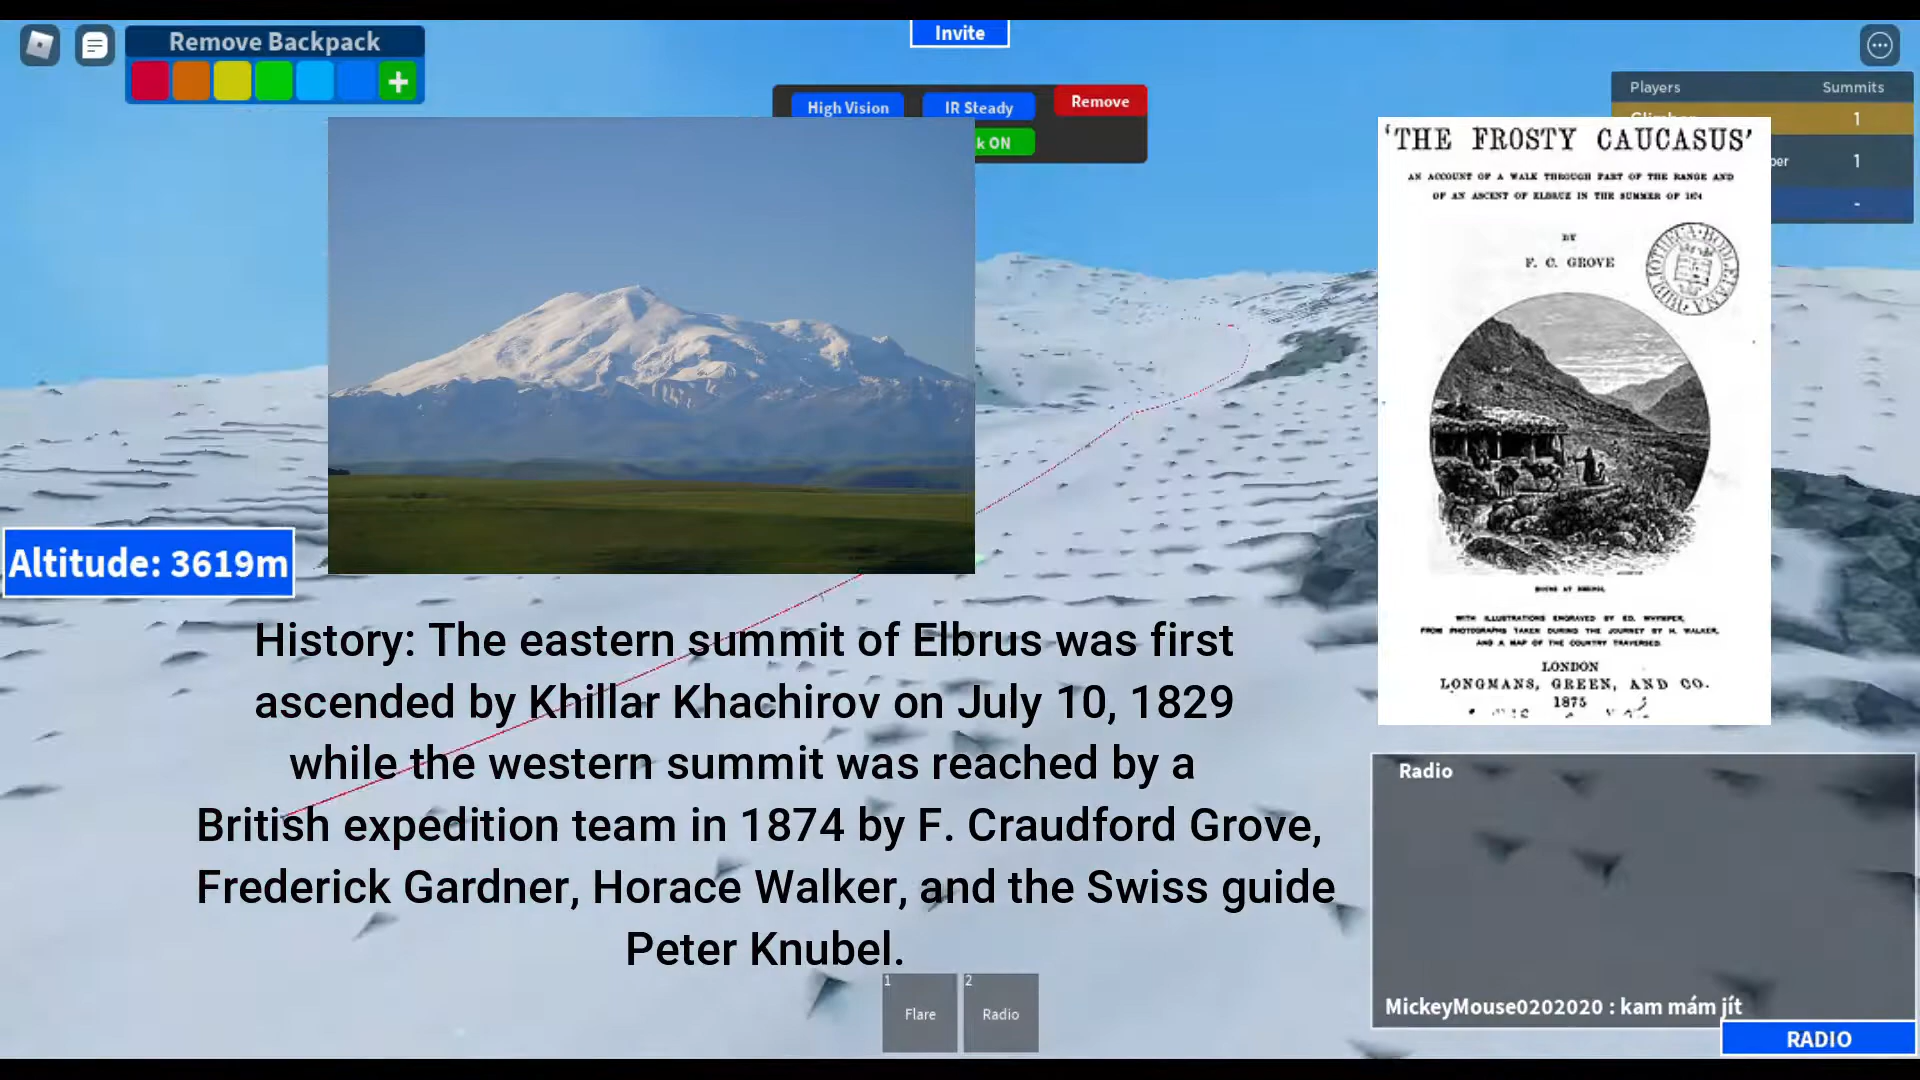 Remove Backpack
+
Invite
High Vision
IR Steady
Remove
k ON
Players Summits
1
ber 1
-
'THE FROSTY CAUCASUS'
AN ACCOUNT OF A WALK THROUGH PART OF THE RANGE AND
OF AN ASCENT OF ELBRUZ IN THE SUMMER OF 1874
BY
F. C. GROVE
WITH ILLUSTRATIONS ENGRAVED BY ED. WHYMPER,
FROM PHOTOGRAPHS TAKEN DURING THE JOURNEY BY H. WALKER,
AND A MAP OF THE COUNTRY TRAVERSED.
LONDON
LONGMANS, GREEN, AND CO.
1875
Altitude: 3619m
History: The eastern summit of Elbrus was first
ascended by Khillar Khachirov on July 10, 1829
while the western summit was reached by a
British expedition team in 1874 by F. Craudford Grove,
Frederick Gardner, Horace Walker, and the Swiss guide
Peter Knubel.
Radio
MickeyMouse0202020 : kam mám jít
RADIO
1 Flare
2 Radio